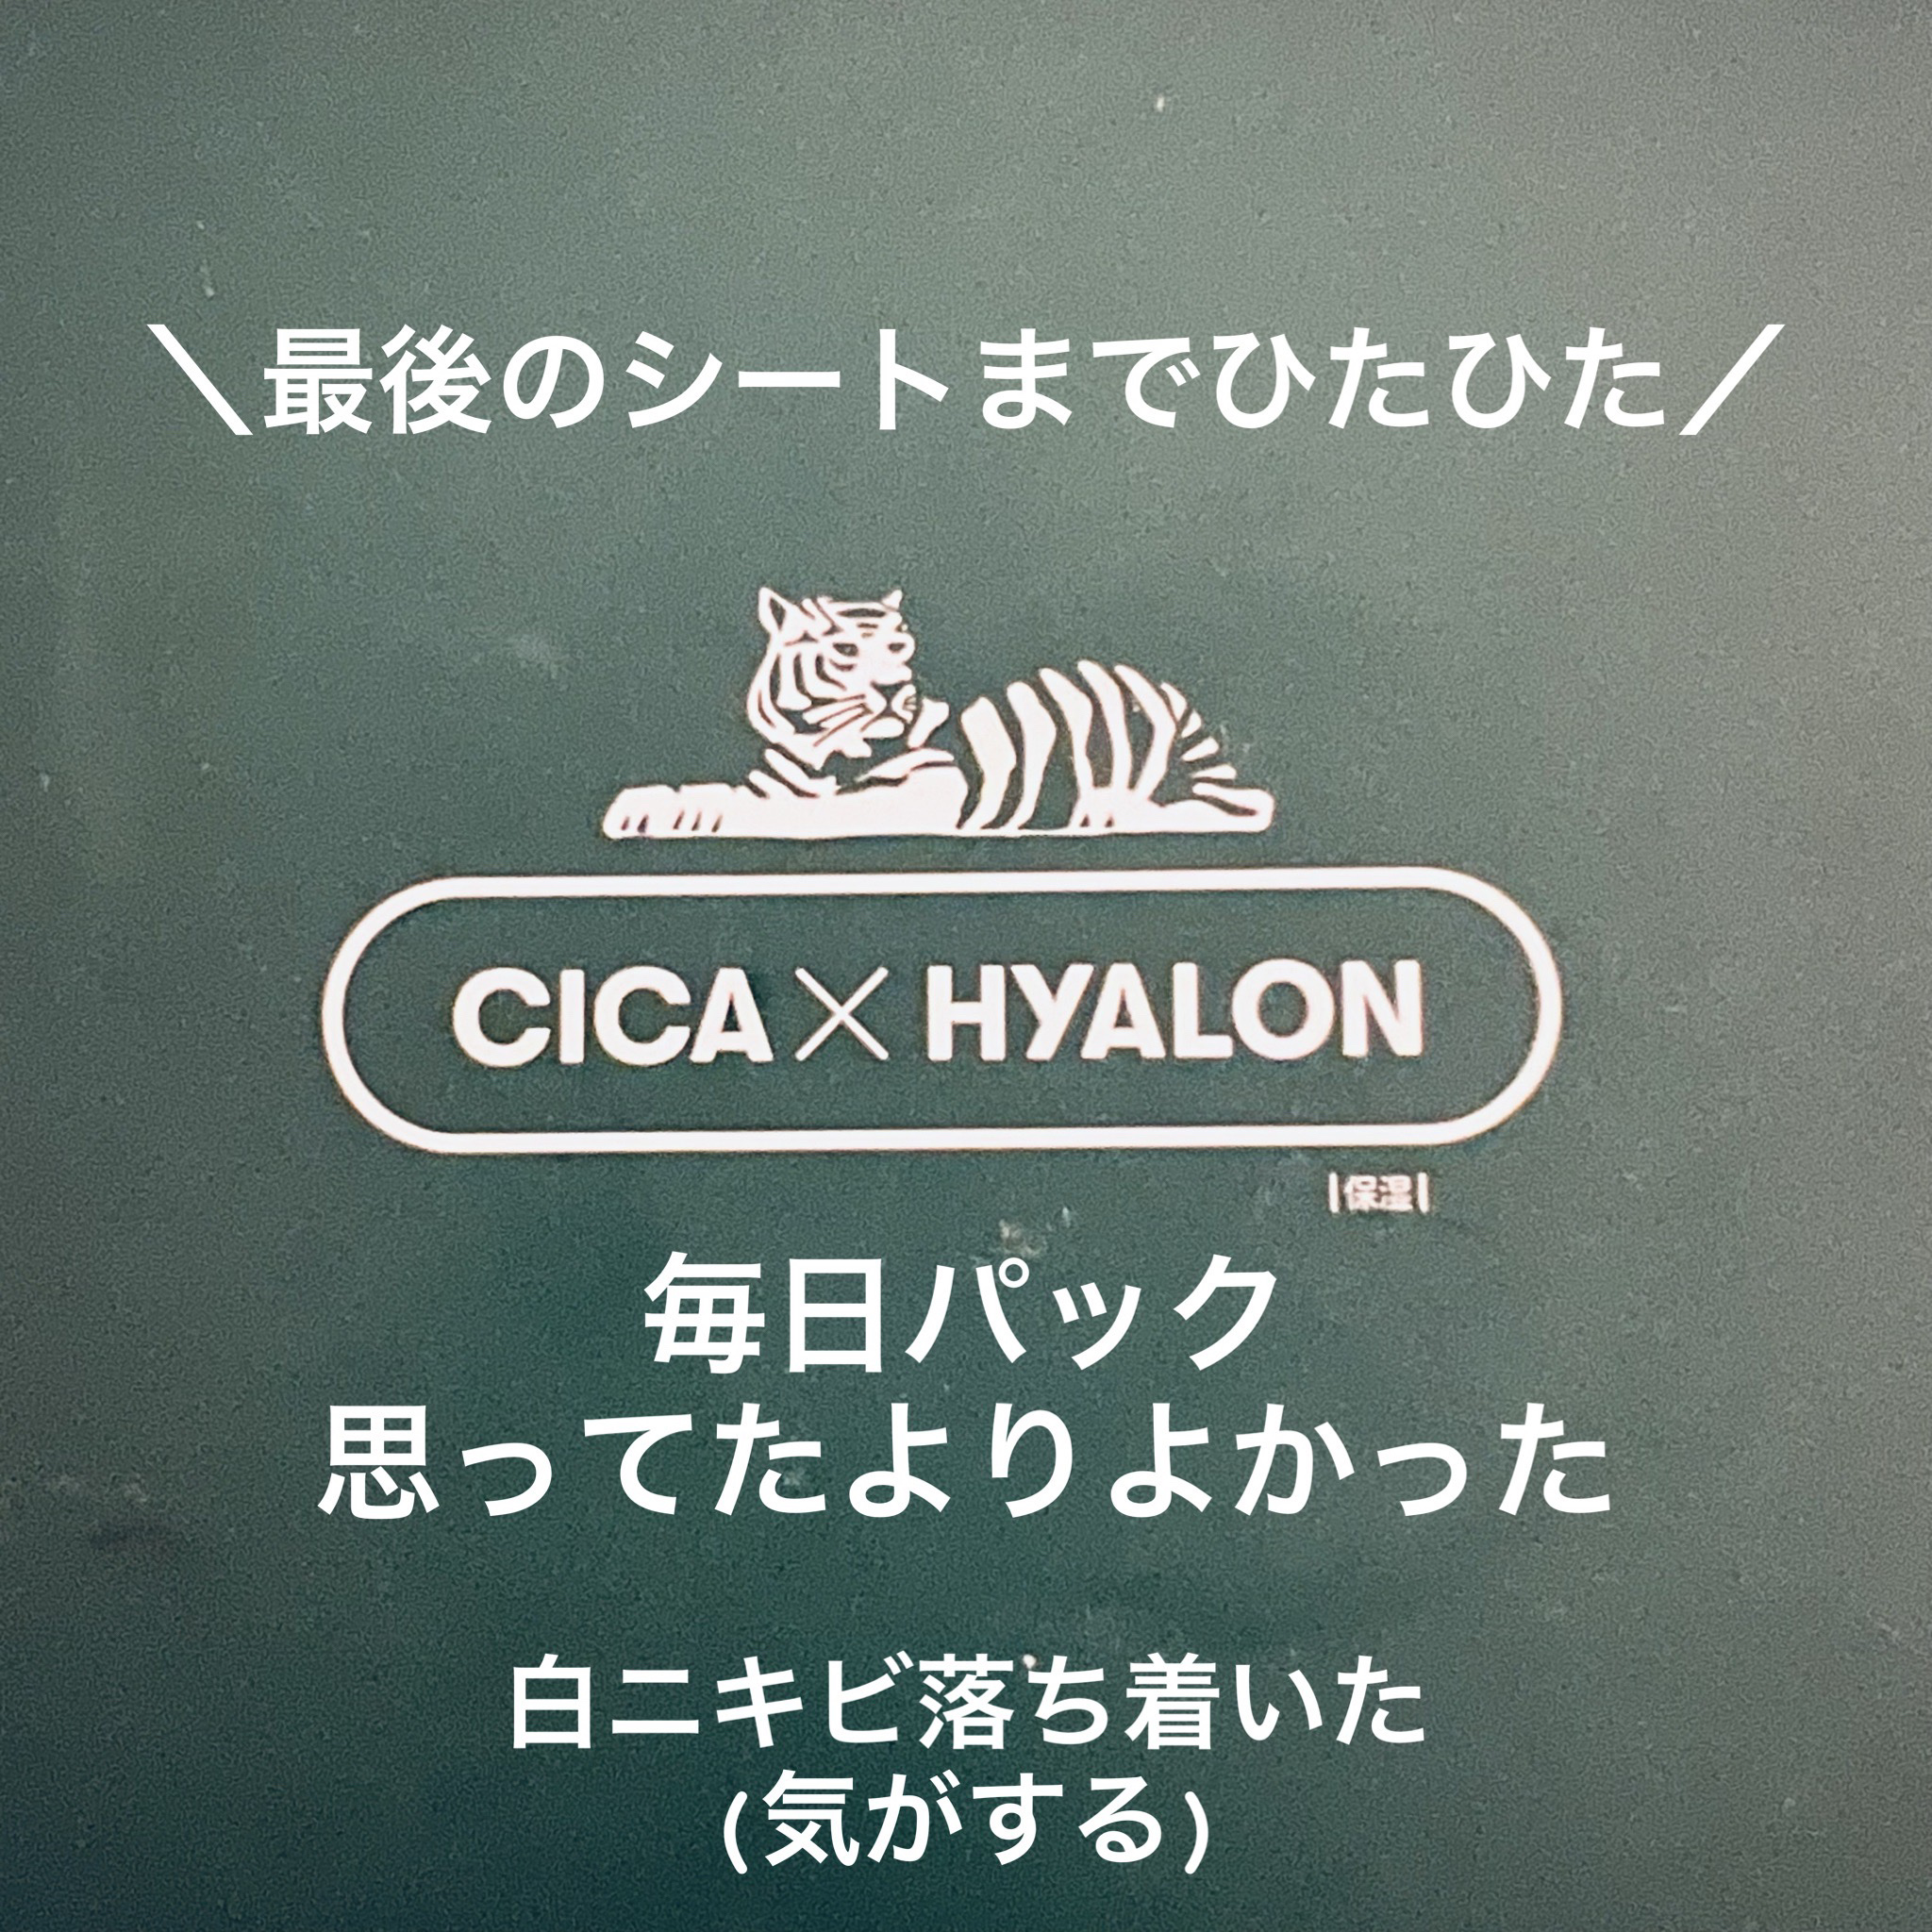 ＼最後のシートまでひたひた／
CICA×HYALON
|保湿|
毎日パック
思ってたよりよかった
白ニキビ落ち着いた
(気がする)